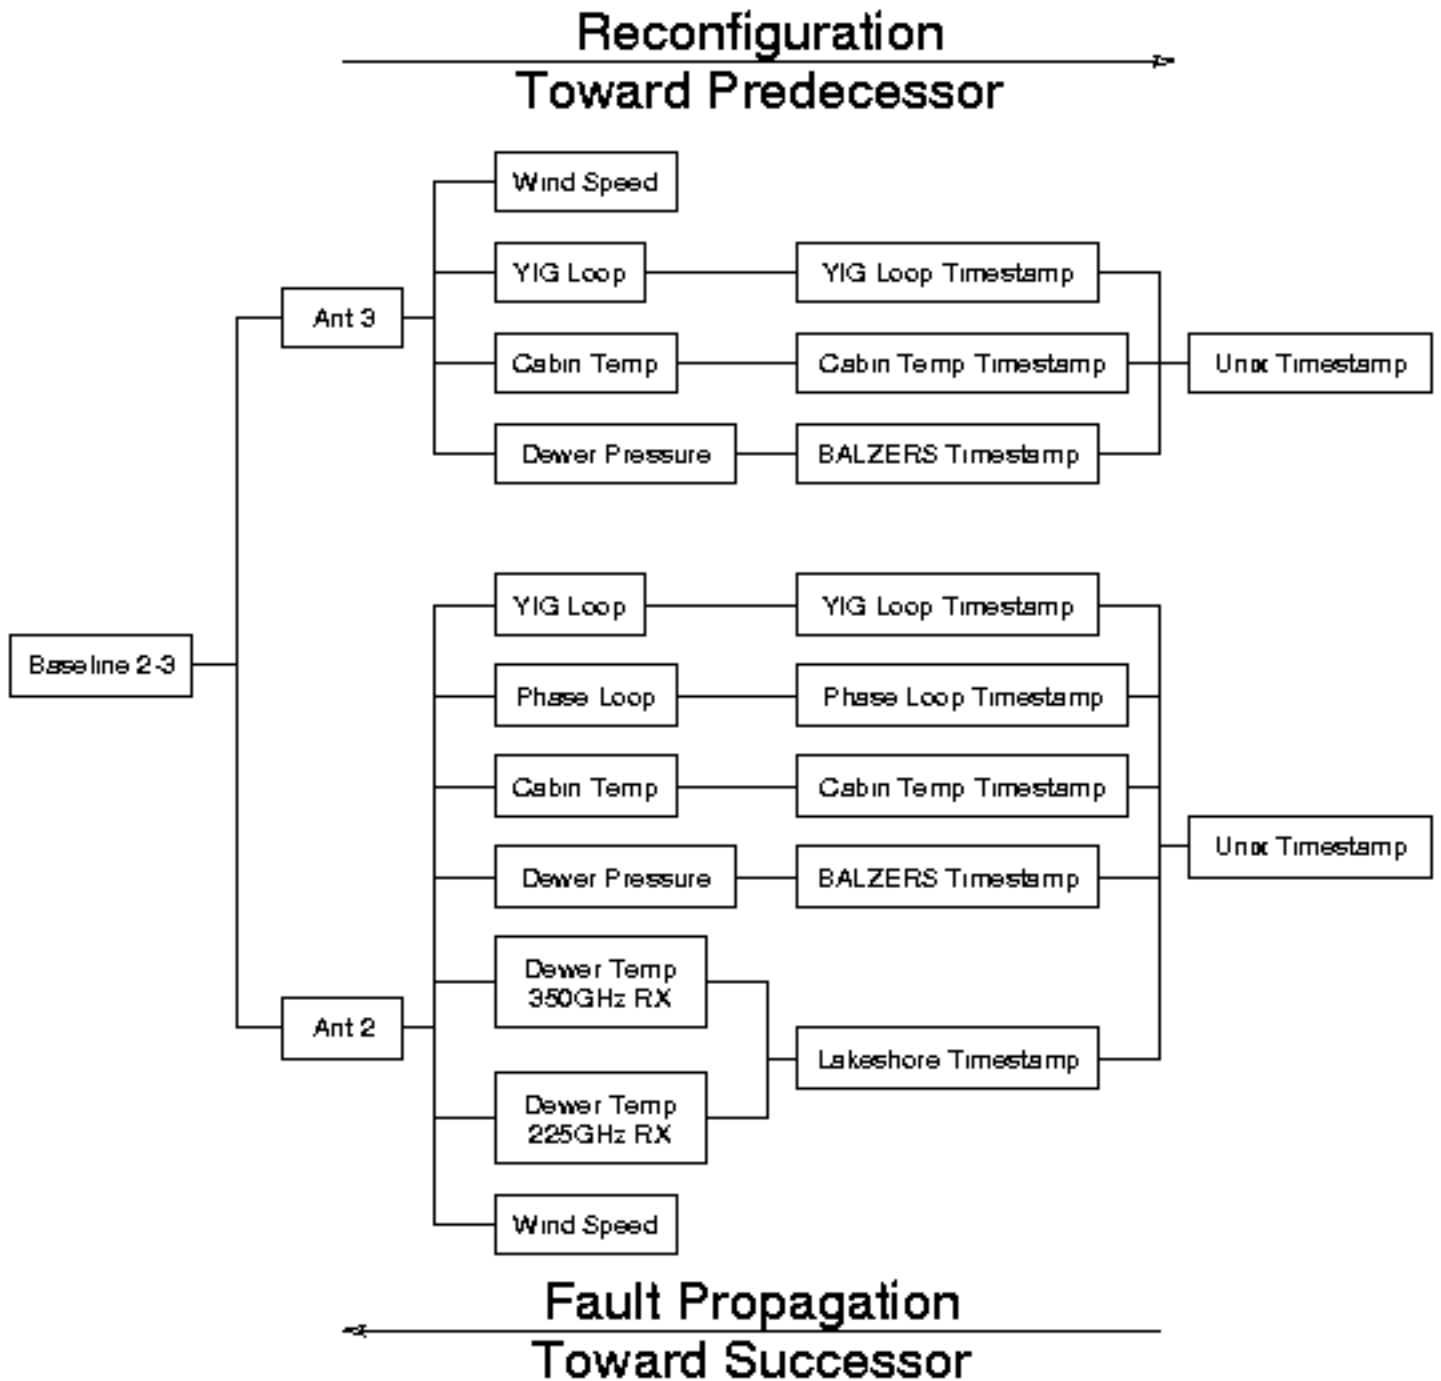 Reconfiguration
Toward Predecessor
Wind Speed
YIG Loop
YIG Loop Timestamp
Ant 3
Cabin Temp
Cabin Temp Timestamp
Unix Timestamp
Dewer Pressure
BALZERS Timestamp
YIG Loop
YIG Loop Timestamp
Baseline 2-3
Phase Loop
Phase Loop Timestamp
Cabin Temp
Cabin Temp Timestamp
Unix Timestamp
Dewer Pressure
BALZERS Timestamp
Dewer Temp
350GHz RX
Ant 2
Lakeshore Timestamp
Dewer Temp
225GHz RX
Wind Speed
Fault Propagation
Toward Successor